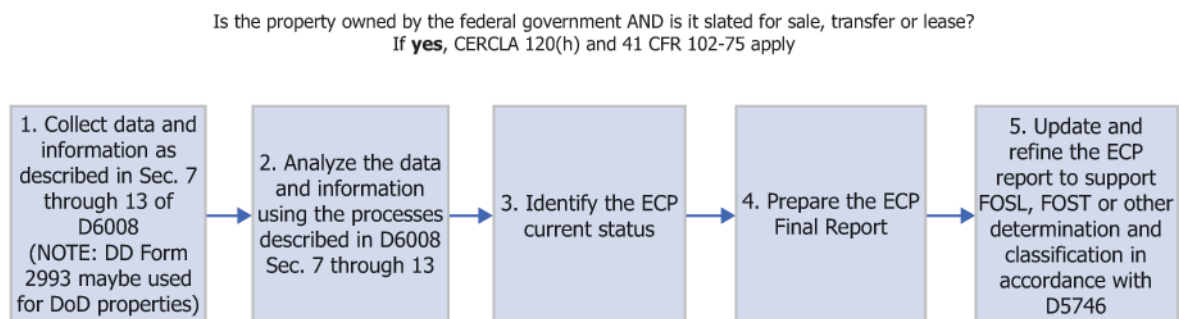 Is the property owned by the federal government AND is it slated for sale, transfer or lease?
If yes, CERCLA 120(h) and 41 CFR 102-75 apply
1. Collect data and
information as
described in Sec. 7
through 13 of
D6008
(NOTE: DD Form
2993 maybe used
for DoD properties)
2. Analyze the data
and information
using the processes
described in D6008
Sec. 7 through 13
3. Identify the ECP
current status
4. Prepare the ECP
Final Report
5. Update and
refine the ECP
report to support
FOSL, FOST or other
determination and
classification in
accordance with
D5746